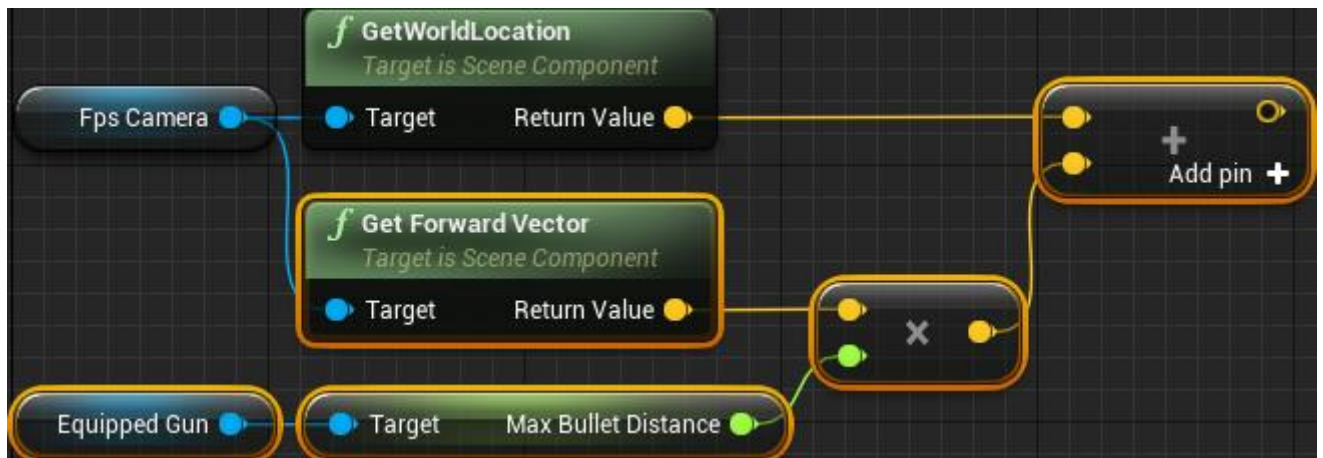 f GetWorldLocation
Target is Scene Component
Fps Camera
Target Return Value
+
Add pin +
f Get Forward Vector
Target is Scene Component
Target Return Value
×
Equipped Gun
Target Max Bullet Distance